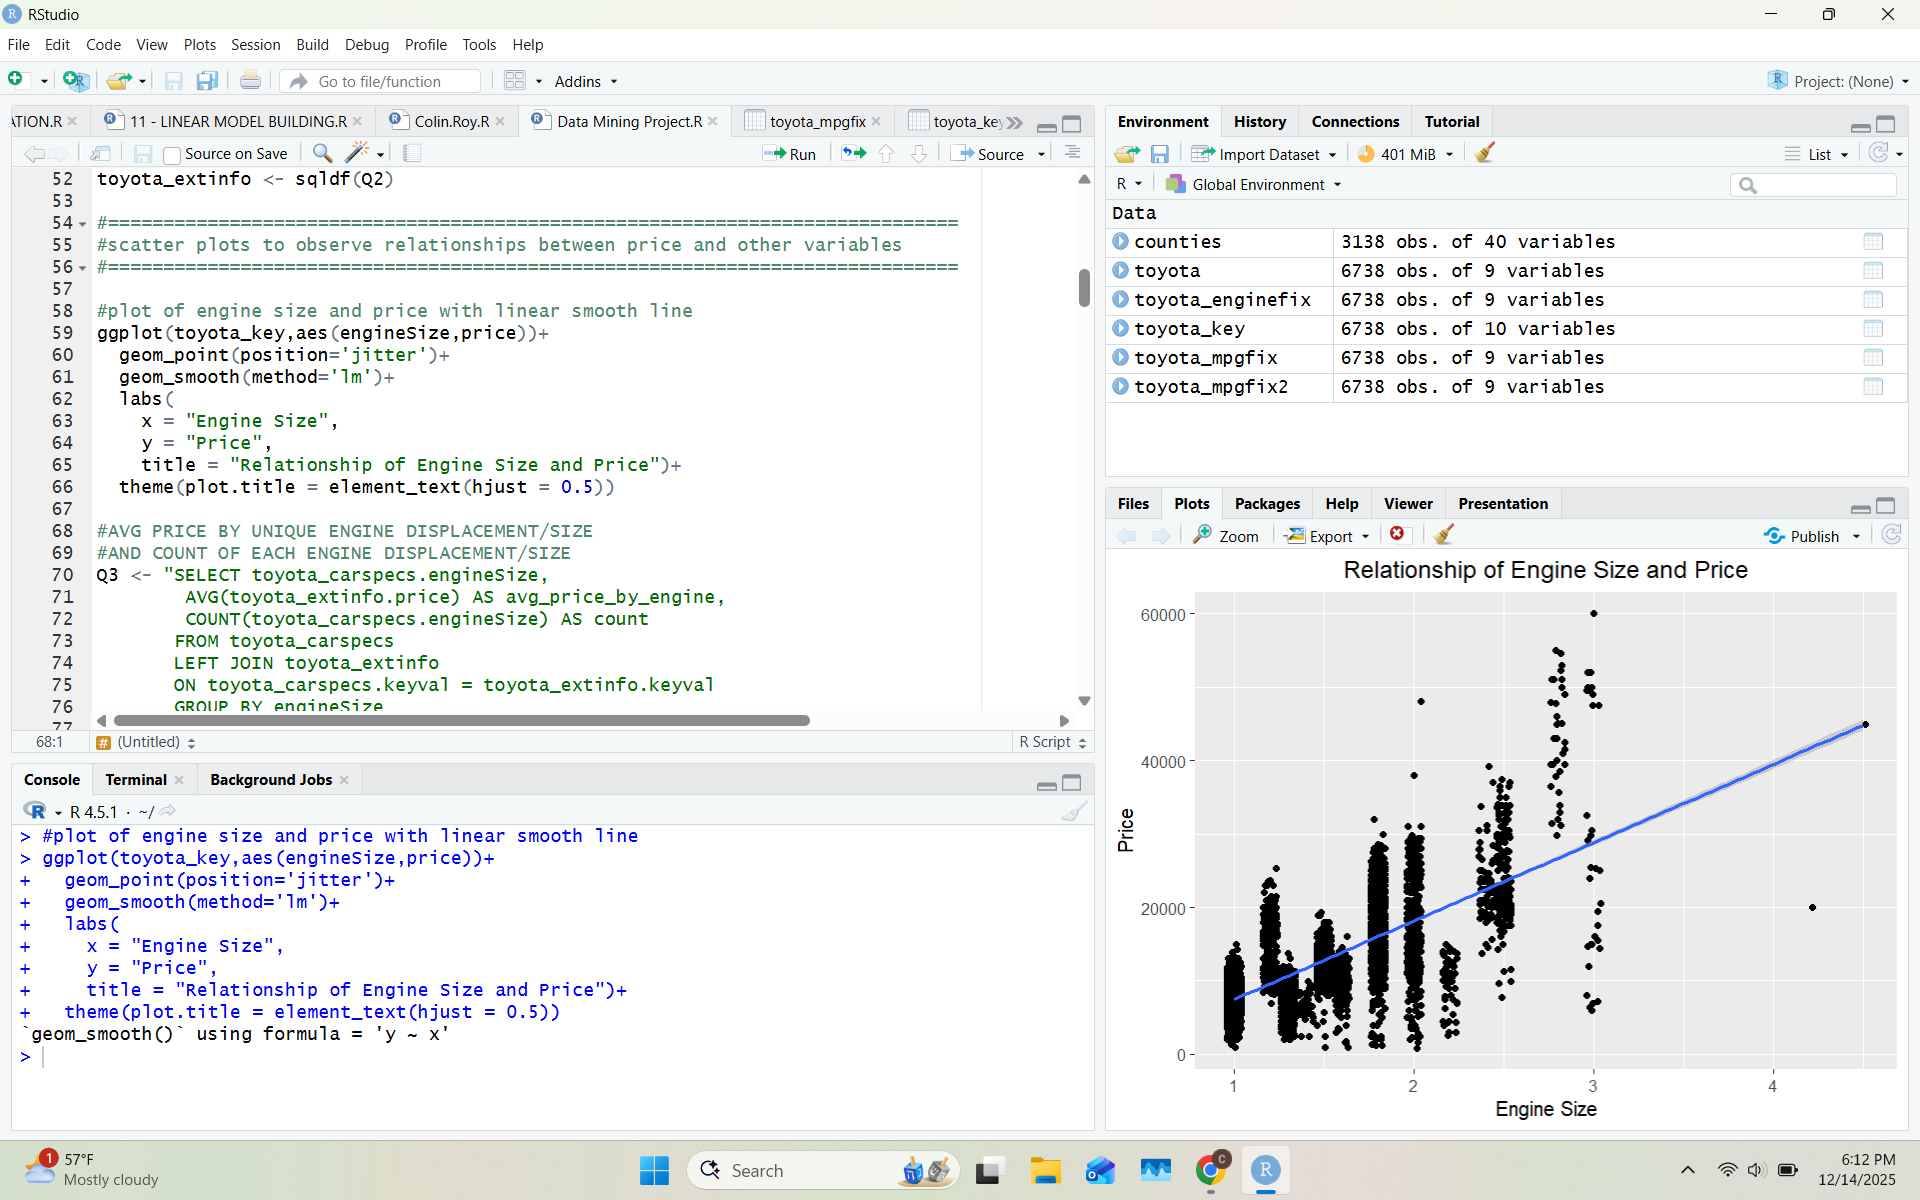 RStudio
File Edit Code View Plots Session Build Debug Profile Tools Help
Go to file/function Addins Project: (None)
ATION.R 11 - LINEAR MODEL BUILDING.R Colin.Roy.R Data Mining Project.R toyota_mpgfix toyota_key
Source on Save Run Source
52 toyota_extinfo <- sqldf(Q2)
53
54 #=============================================================================
55 #scatter plots to observe relationships between price and other variables
56 #=============================================================================
57
58 #plot of engine size and price with linear smooth line
59 ggplot(toyota_key,aes(engineSize,price))+
60 geom_point(position='jitter')+
61 geom_smooth(method='lm')+
62 labs(
63 x = "Engine Size",
64 y = "Price",
65 title = "Relationship of Engine Size and Price")+
66 theme(plot.title = element_text(hjust = 0.5))
67
68 #AVG PRICE BY UNIQUE ENGINE DISPLACEMENT/SIZE
69 #AND COUNT OF EACH ENGINE DISPLACEMENT/SIZE
70 Q3 <- "SELECT toyota_carspecs.engineSize,
71 AVG(toyota_extinfo.price) AS avg_price_by_engine,
72 COUNT(toyota_carspecs.engineSize) AS count
73 FROM toyota_carspecs
74 LEFT JOIN toyota_extinfo
75 ON toyota_carspecs.keyval = toyota_extinfo.keyval
76 GROUP BY engineSize
77
68:1 # (Untitled) R Script
Console Terminal Background Jobs
R R 4.5.1 · ~/
> #plot of engine size and price with linear smooth line
> ggplot(toyota_key,aes(engineSize,price))+
+ geom_point(position='jitter')+
+ geom_smooth(method='lm')+
+ labs(
+ x = "Engine Size",
+ y = "Price",
+ title = "Relationship of Engine Size and Price")+
+ theme(plot.title = element_text(hjust = 0.5))
`geom_smooth()` using formula = 'y ~ x'
>
Environment History Connections Tutorial
Import Dataset 401 MiB List
R Global Environment
Data
counties 3138 obs. of 40 variables
toyota 6738 obs. of 9 variables
toyota_enginefix 6738 obs. of 9 variables
toyota_key 6738 obs. of 10 variables
toyota_mpgfix 6738 obs. of 9 variables
toyota_mpgfix2 6738 obs. of 9 variables
Files Plots Packages Help Viewer Presentation
Zoom Export Publish
Relationship of Engine Size and Price
60000
40000
20000
0
Price
1 2 3 4
Engine Size
1 57°F
Mostly cloudy
Search
C
R
6:12 PM
12/14/2025